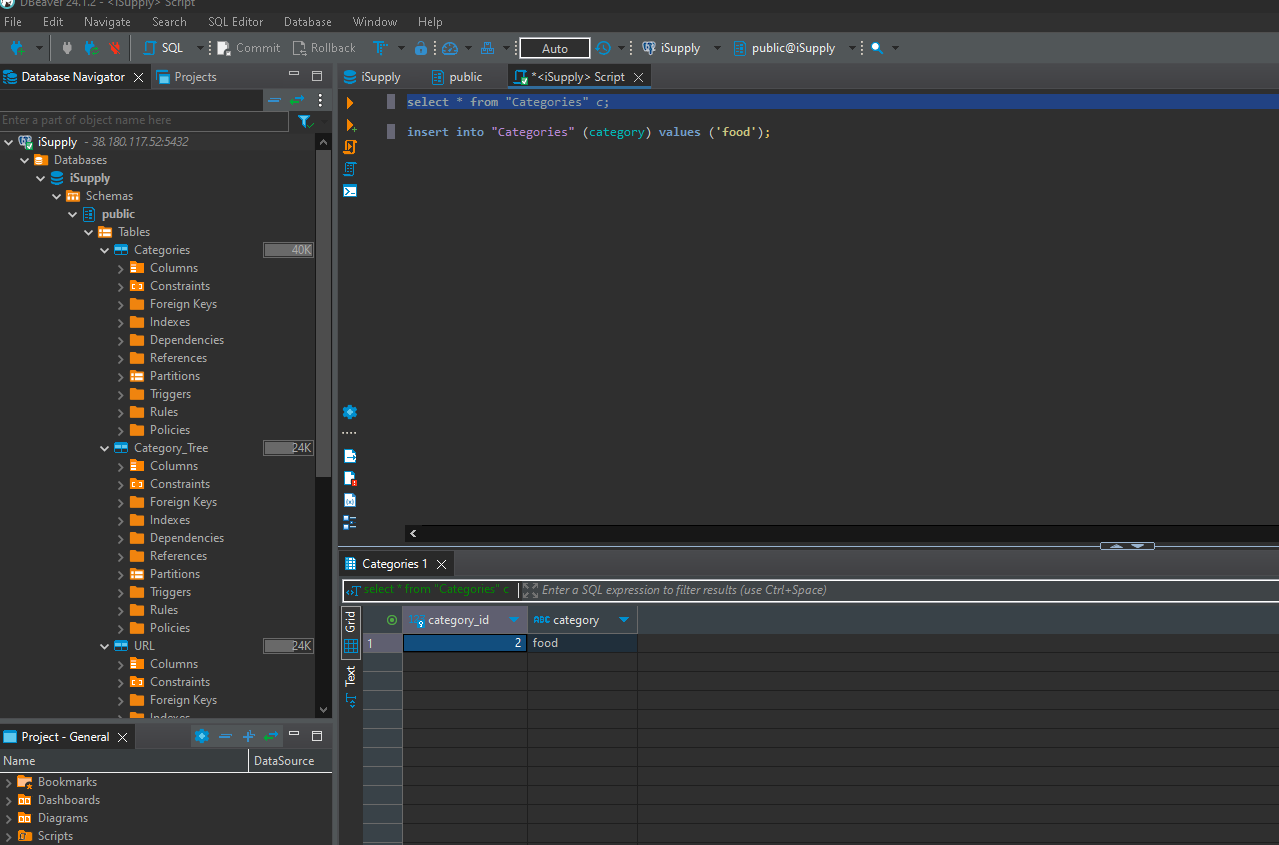 DBeaver 24.1.2 - <iSupply> Script
File Edit Navigate Search SQL Editor Database Window Help
SQL Commit Rollback Auto iSupply public@iSupply
Database Navigator Projects
Enter a part of object name here
iSupply - 38.180.117.52:5432
Databases
iSupply
Schemas
public
Tables
Categories 40K
Columns
Constraints
Foreign Keys
Indexes
Dependencies
References
Partitions
Triggers
Rules
Policies
Category_Tree 24K
Columns
Constraints
Foreign Keys
Indexes
Dependencies
References
Partitions
Triggers
Rules
Policies
URL 24K
Columns
Constraints
Foreign Keys
Indexes
Project - General
Name DataSource
Bookmarks
Dashboards
Diagrams
Scripts
iSupply public *<iSupply> Script
select * from "Categories" c;
insert into "Categories" (category) values ('food');
Categories 1
select * from "Categories" c Enter a SQL expression to filter results (use Ctrl+Space)
Grid
Text
category_id ABC category
1 2 food